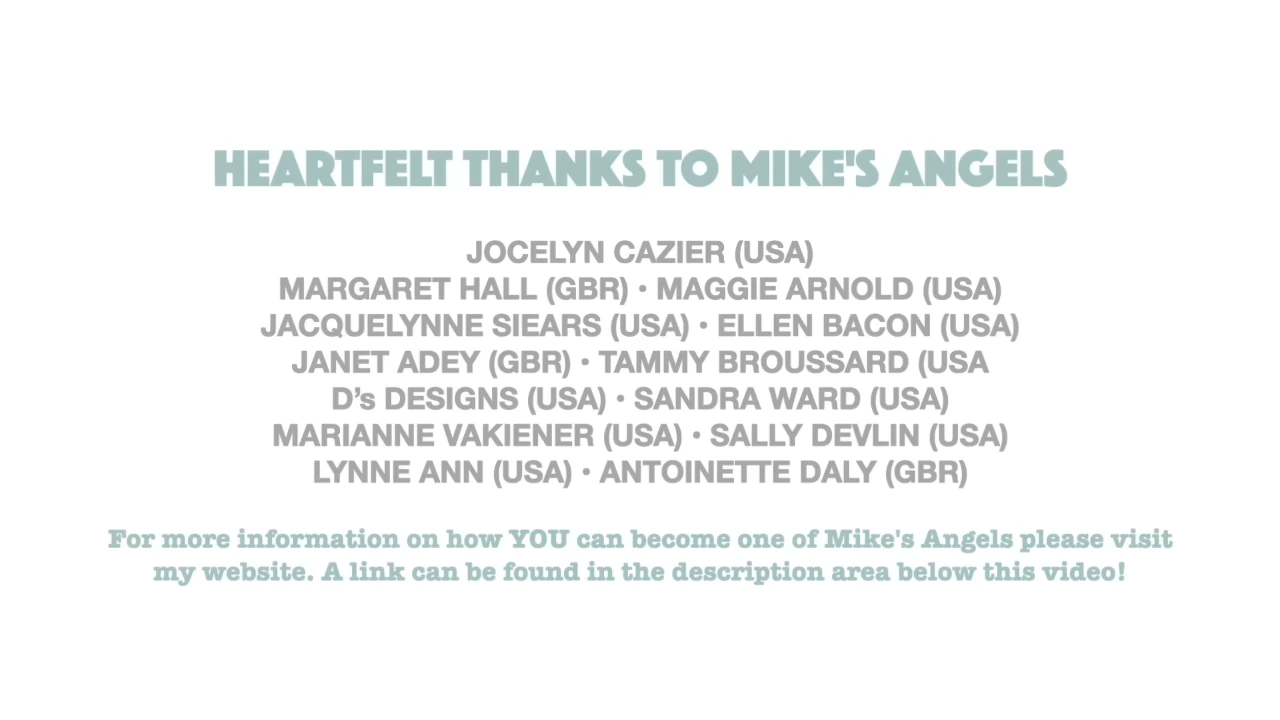 HEARTFELT THANKS TO MIKE'S ANGELS
JOCELYN CAZIER (USA)
MARGARET HALL (GBR) • MAGGIE ARNOLD (USA)
JACQUELYNNE SIEARS (USA) • ELLEN BACON (USA)
JANET ADEY (GBR) • TAMMY BROUSSARD (USA
D’s DESIGNS (USA) • SANDRA WARD (USA)
MARIANNE VAKIENER (USA) • SALLY DEVLIN (USA)
LYNNE ANN (USA) • ANTOINETTE DALY (GBR)
For more information on how YOU can become one of Mike's Angels please visit
my website. A link can be found in the description area below this video!